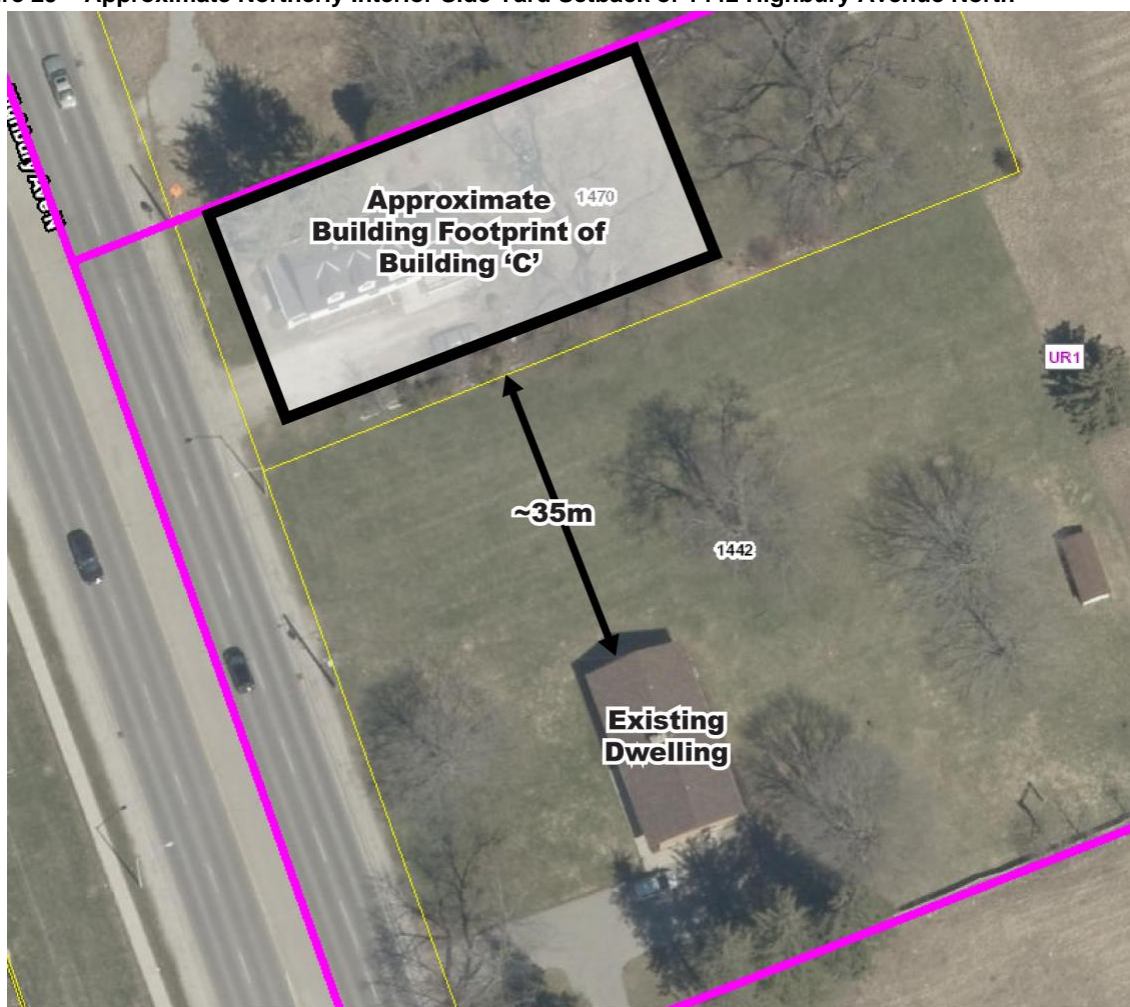 Approximate Northerly Interior Side Yard Setback of 1442 Highbury Avenue North
Approximate
Building Footprint of
Building ‘C’
1470
UR1
~35m
1442
Existing
Dwelling